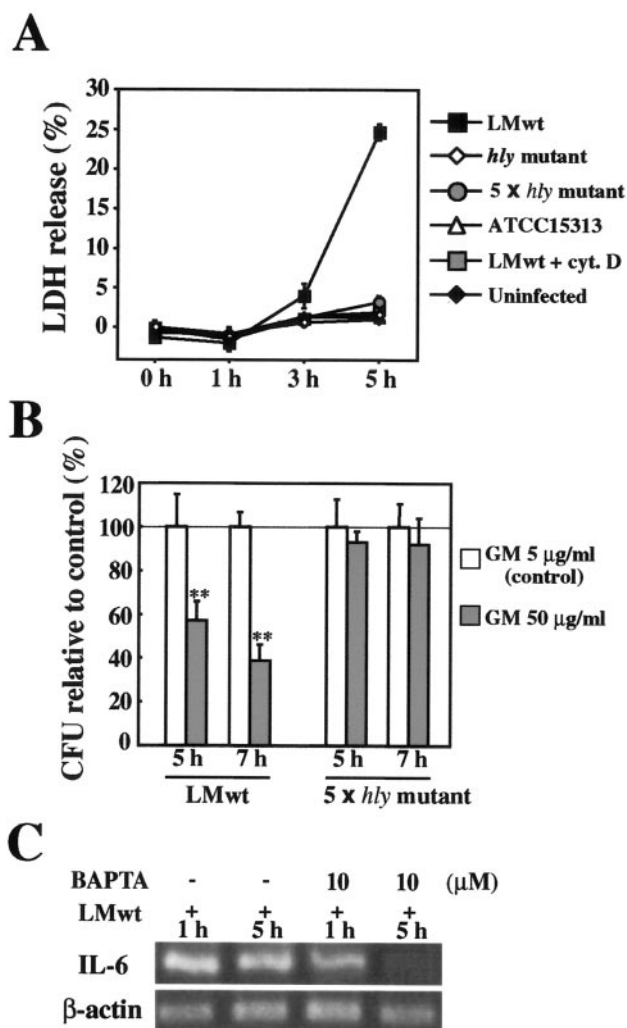 A
LDH release (%)
30
25
20
15
10
5
0
0 h 1 h 3 h 5 h
LMwt
hly mutant
5 x hly mutant
ATCC15313
LMwt + cyt. D
Uninfected
B
CFU relative to control (%)
120
100
80
60
40
20
0
**
**
5 h 7 h 5 h 7 h
LMwt 5 x hly mutant
GM 5 µg/ml
(control)
GM 50 µg/ml
C
BAPTA - - 10 10 (µM)
LMwt + + + +
1 h 5 h 1 h 5 h
IL-6
β-actin